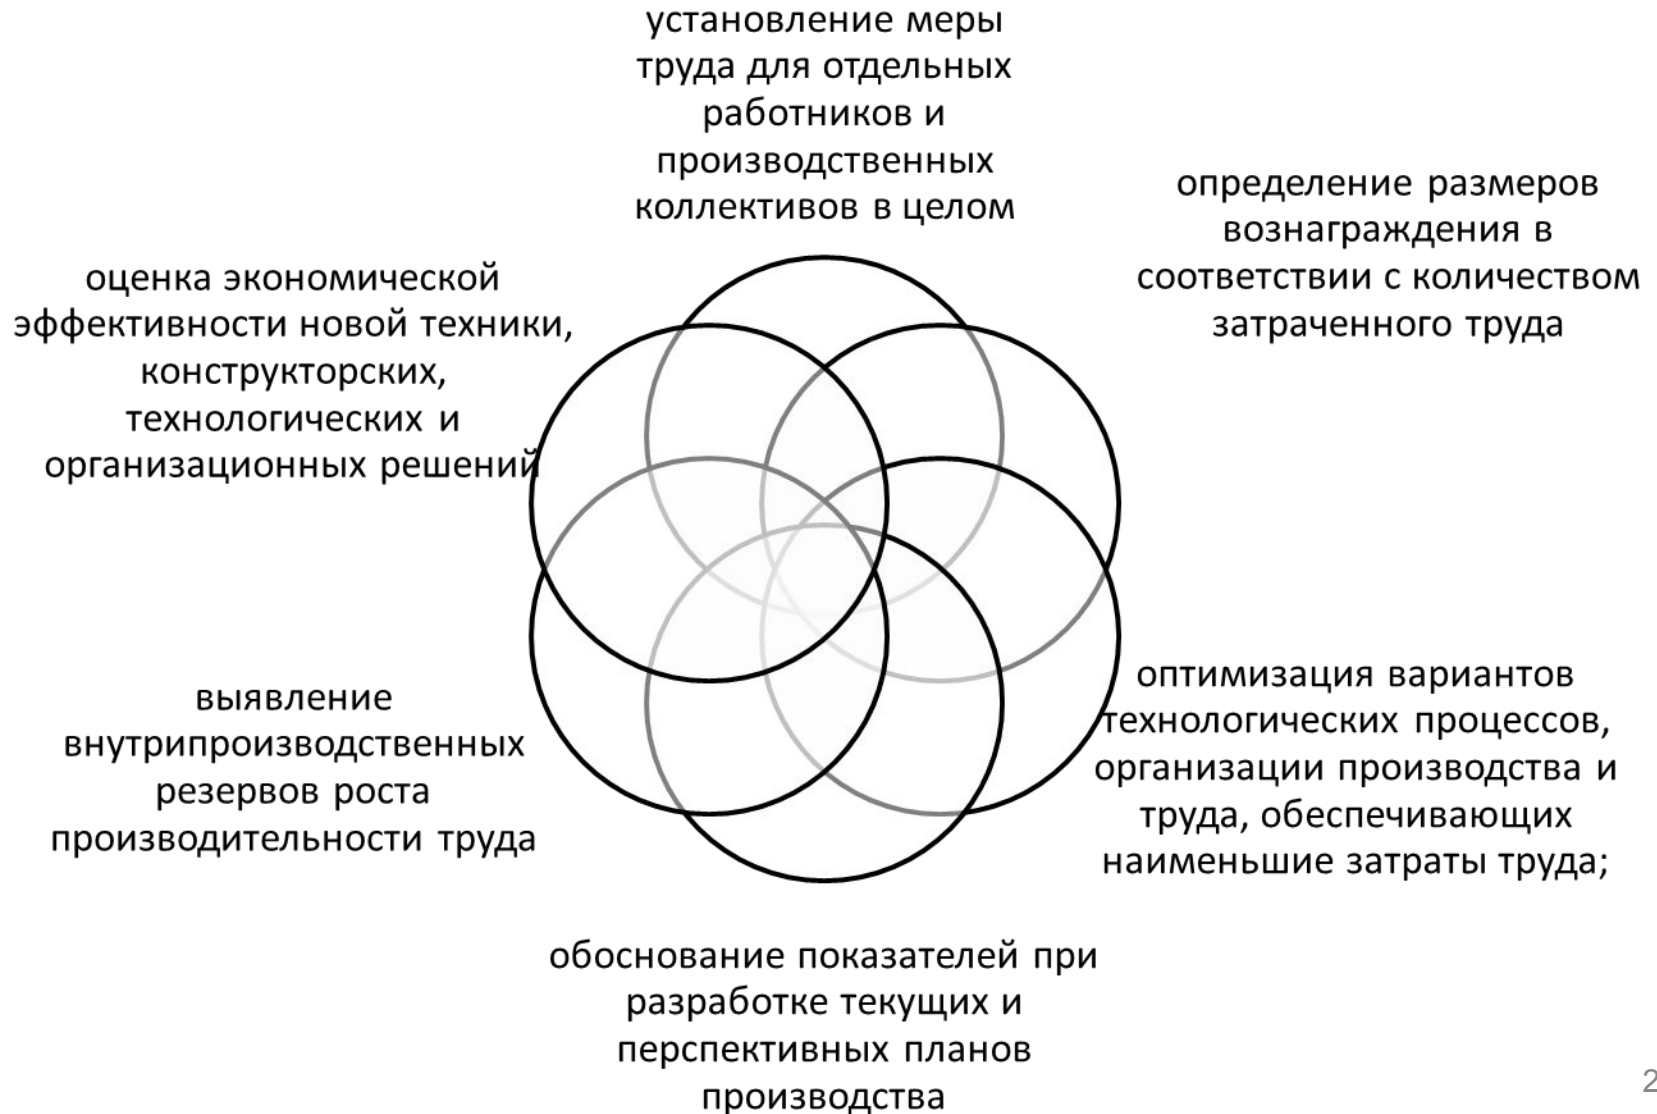 установление меры
труда для отдельных
работников и
производственных
коллективов в целом
определение размеров
вознаграждения в
соответствии с количеством
затраченного труда
оптимизация вариантов
технологических процессов,
организации производства и
труда, обеспечивающих
наименьшие затраты труда;
обоснование показателей при
разработке текущих и
перспективных планов
производства
выявление
внутрипроизводственных
резервов роста
производительности труда
оценка экономической
эффективности новой техники,
конструкторских,
технологических и
организационных решений
2